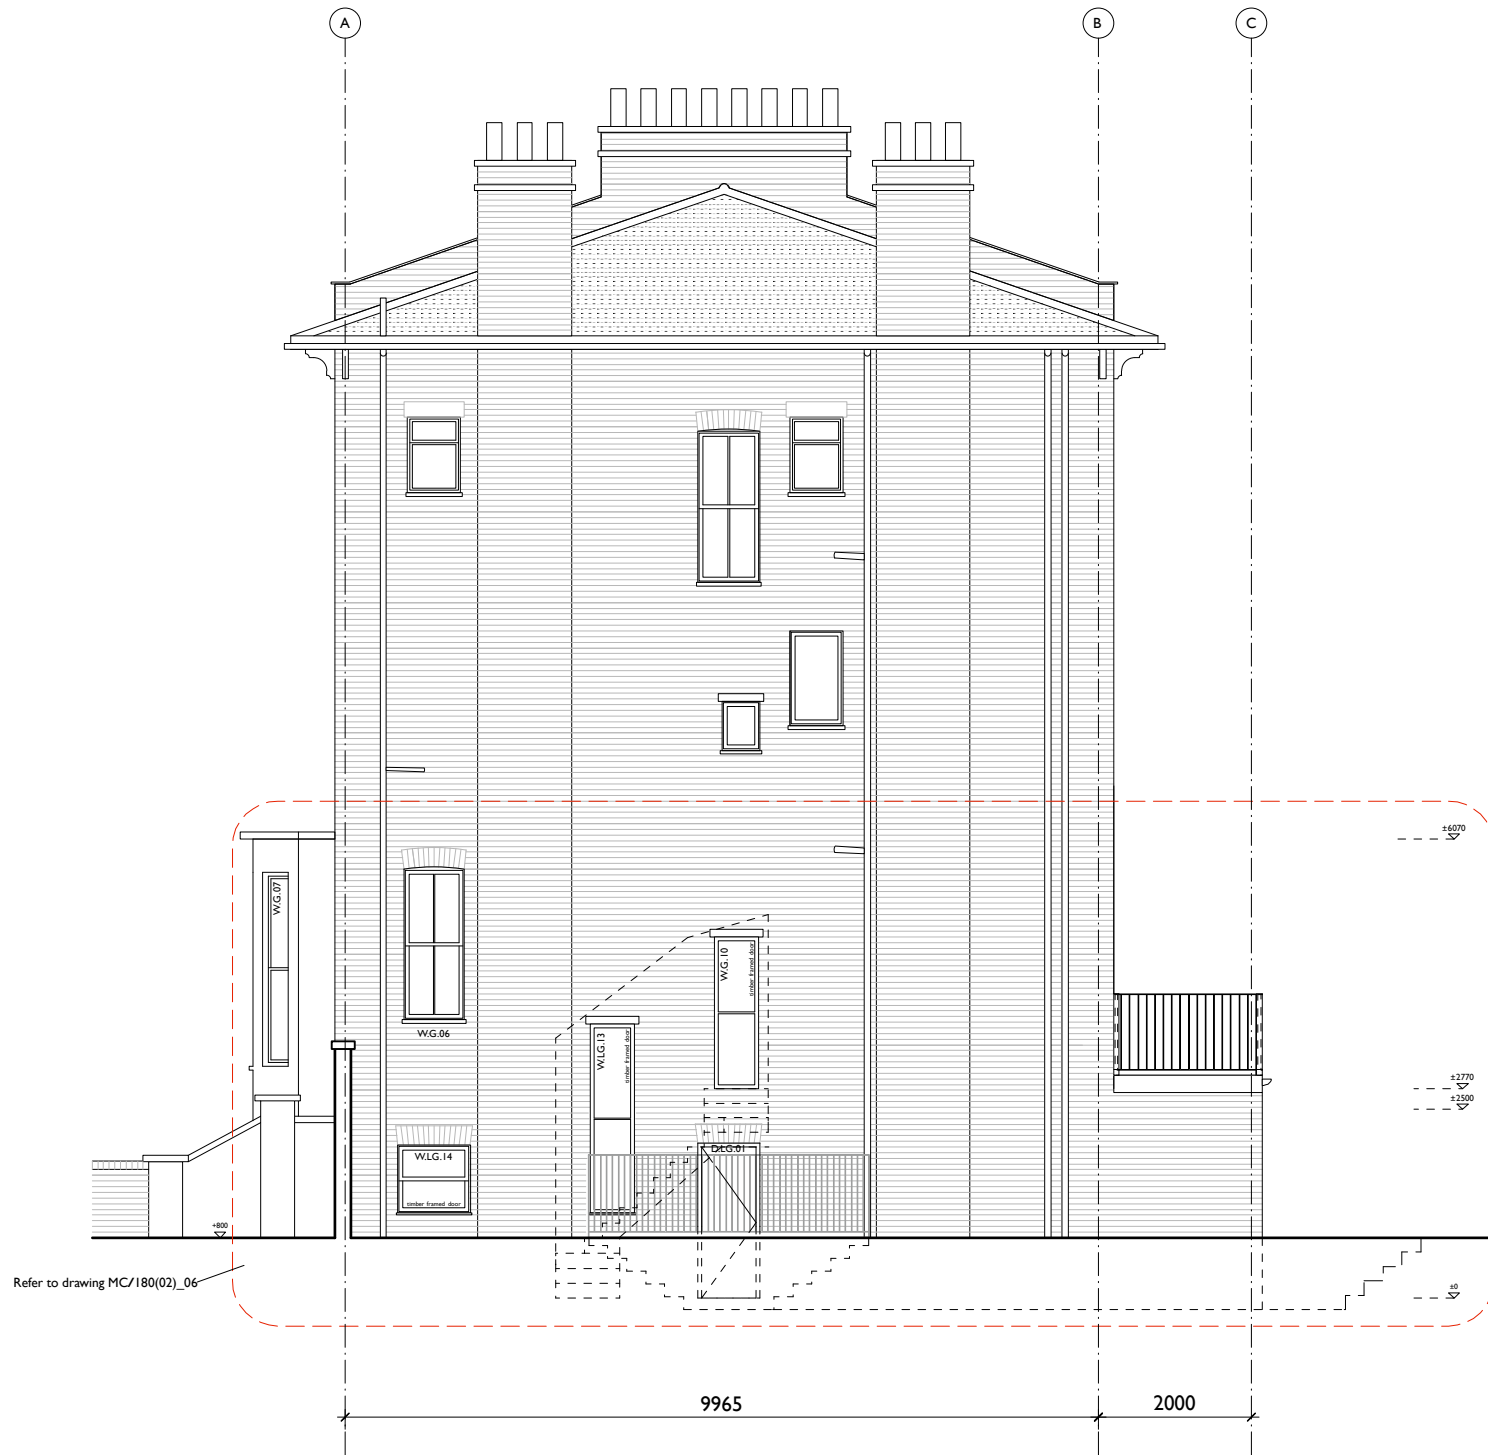 A
B
C
±6070
W.G.07
W.G.10
timber framed door
W.G.06
W.LG.13
timber framed door
±2770
±2500
W.LG.14
D.LG.01
timber framed door
+800
Refer to drawing MC/180(02)_06
±0
9965
2000